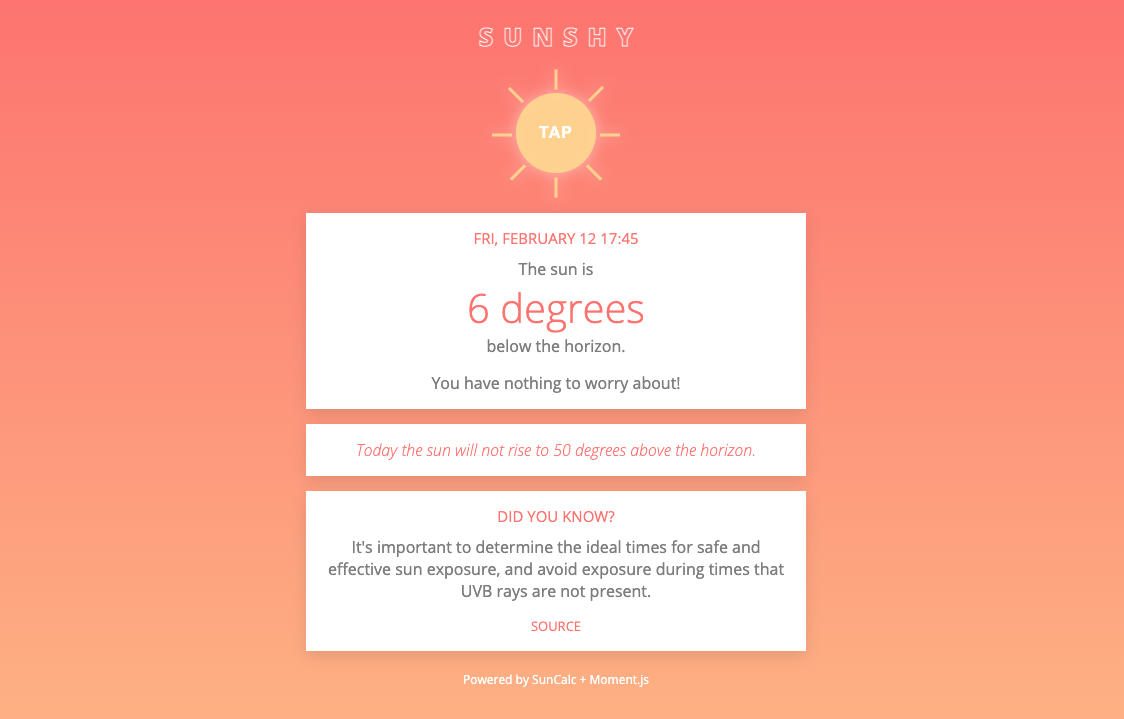 SUNSHY
TAP
FRI, FEBRUARY 12 17:45
The sun is
6 degrees
below the horizon.
You have nothing to worry about!
Today the sun will not rise to 50 degrees above the horizon.
DID YOU KNOW?
It's important to determine the ideal times for safe and
effective sun exposure, and avoid exposure during times that
UVB rays are not present.
SOURCE
Powered by SunCalc + Moment.js